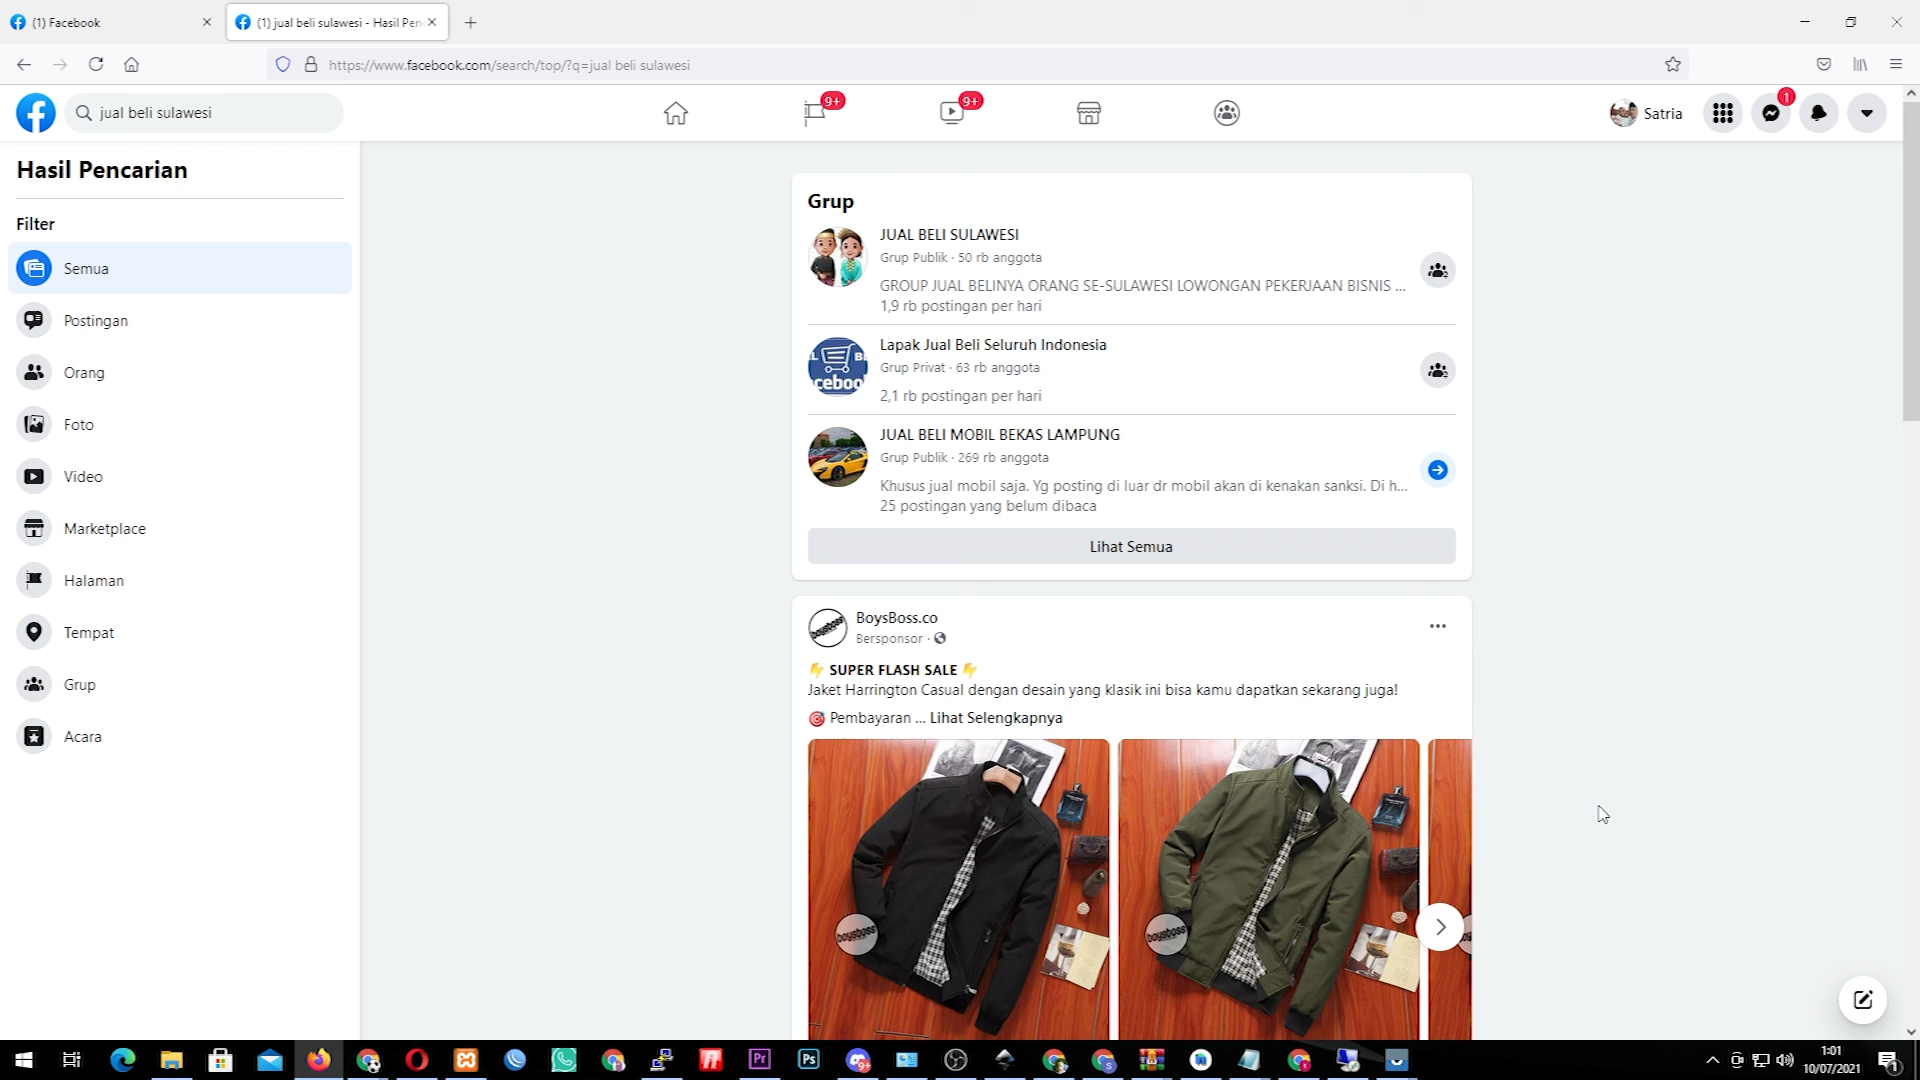 (1) Facebook
(1) jual beli sulawesi - Hasil Pen
https://www.facebook.com/search/top/?q=jual beli sulawesi
jual beli sulawesi
9+
9+
Satria
1
Hasil Pencarian
Filter
Semua
Postingan
Orang
Foto
Video
Marketplace
Halaman
Tempat
Grup
Acara
Grup
JUAL BELI SULAWESI
Grup Publik · 50 rb anggota
GROUP JUAL BELINYA ORANG SE-SULAWESI LOWONGAN PEKERJAAN BISNIS ...
1,9 rb postingan per hari
Lapak Jual Beli Seluruh Indonesia
Grup Privat · 63 rb anggota
2,1 rb postingan per hari
JUAL BELI MOBIL BEKAS LAMPUNG
Grup Publik · 269 rb anggota
Khusus jual mobil saja. Yg posting di luar dr mobil akan di kenakan sanksi. Di h...
25 postingan yang belum dibaca
Lihat Semua
BoysBoss.co
Bersponsor ·
⚡ SUPER FLASH SALE ⚡
Jaket Harrington Casual dengan desain yang klasik ini bisa kamu dapatkan sekarang juga!
🎯 Pembayaran ... Lihat Selengkapnya
boysboss
boysboss
Pr
Ps
9+
1:01
10/07/2021
1